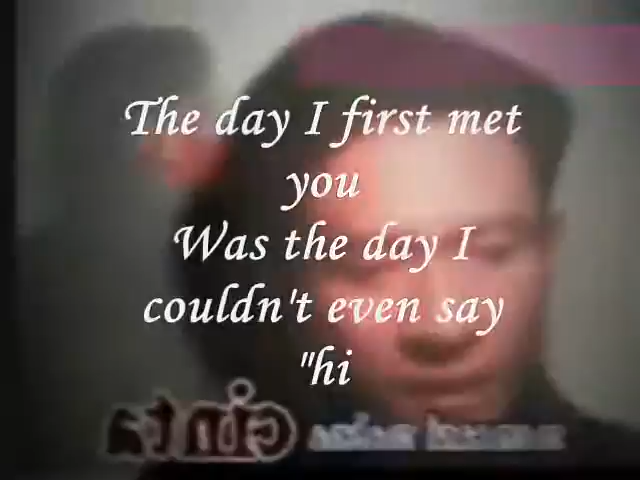 The day I first met
you
Was the day I
couldn't even say
"hi